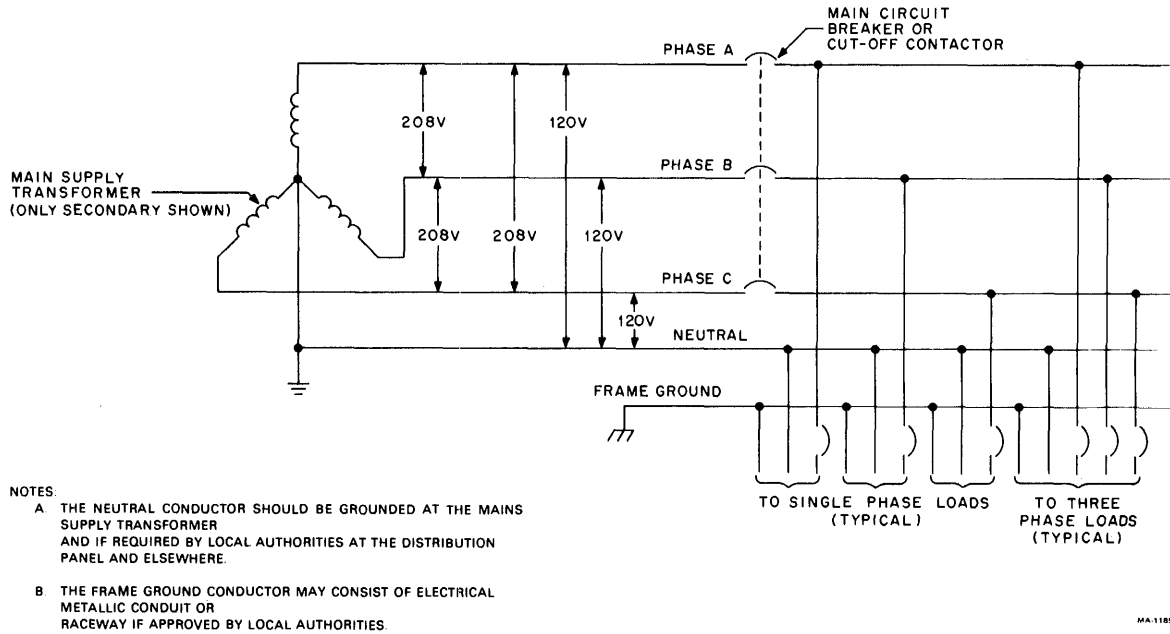 MAIN CIRCUIT
BREAKER OR
CUT-OFF CONTACTOR
PHASE A
208V
120V
MAIN SUPPLY
TRANSFORMER
(ONLY SECONDARY SHOWN)
PHASE B
208V
208V
120V
PHASE C
120V
NEUTRAL
FRAME GROUND
TO SINGLE PHASE LOADS
(TYPICAL)
TO THREE
PHASE LOADS
(TYPICAL)
NOTES.
A. THE NEUTRAL CONDUCTOR SHOULD BE GROUNDED AT THE MAINS
SUPPLY TRANSFORMER
AND IF REQUIRED BY LOCAL AUTHORITIES AT THE DISTRIBUTION
PANEL AND ELSEWHERE.
B. THE FRAME GROUND CONDUCTOR MAY CONSIST OF ELECTRICAL
METALLIC CONDUIT OR
RACEWAY IF APPROVED BY LOCAL AUTHORITIES.